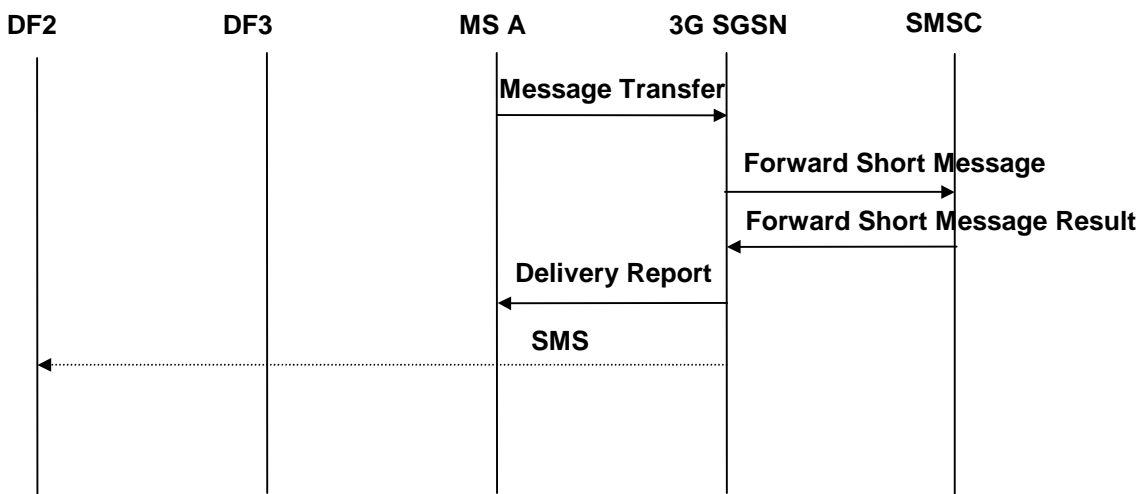 DF2 DF3 MS A 3G SGSN SMSC
Message Transfer
Forward Short Message
Forward Short Message Result
Delivery Report
SMS